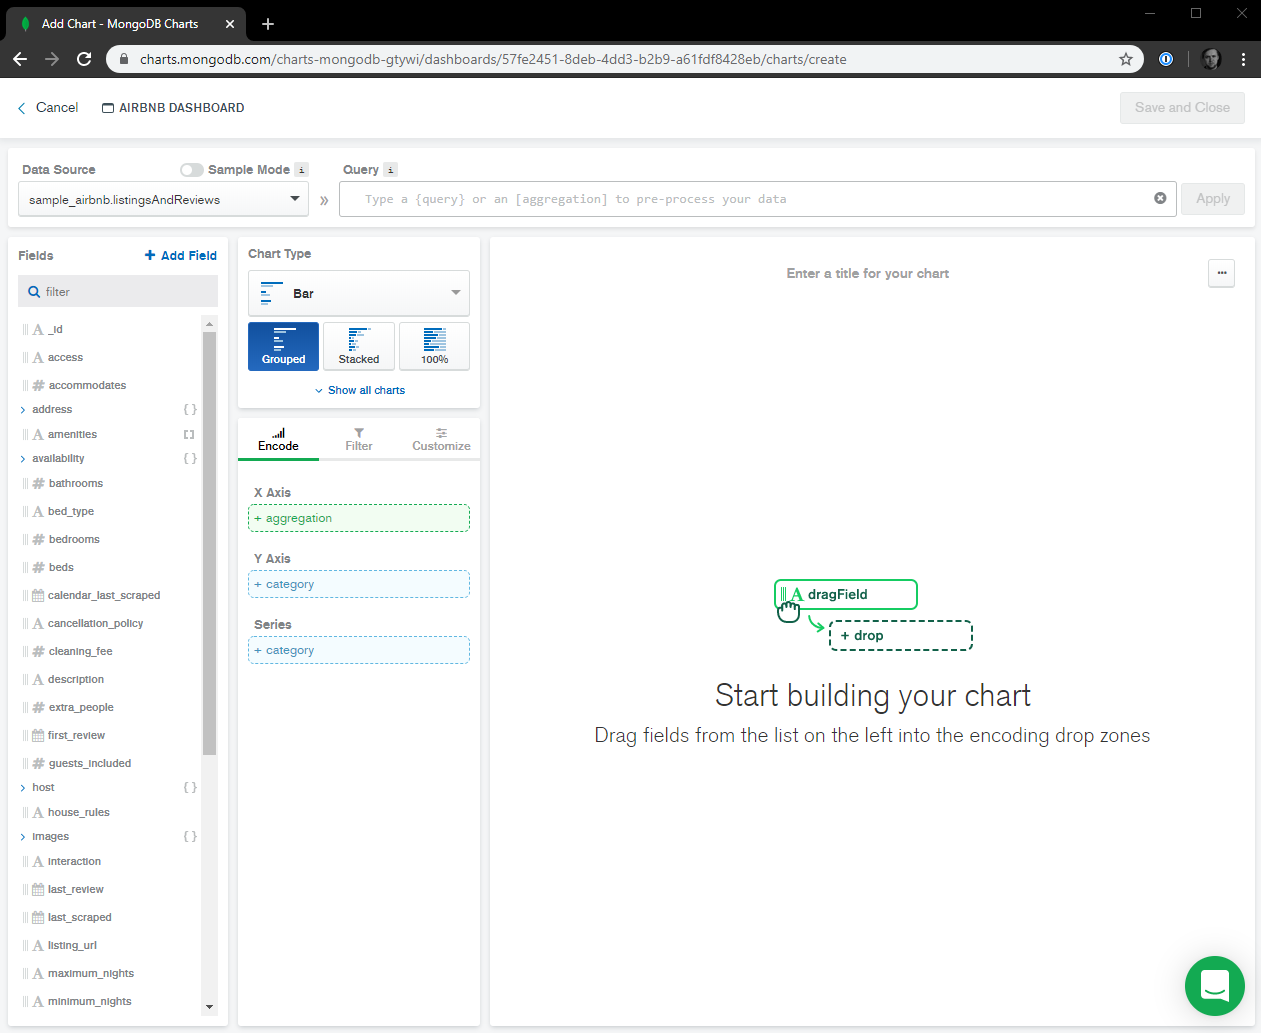 Add Chart - MongoDB Charts
charts.mongodb.com/charts-mongodb-gtywi/dashboards/57fe2451-8deb-4dd3-b2b9-a61fdf8428eb/charts/create
Cancel AIRBNB DASHBOARD Save and Close
Data Source Sample Mode i Query i
sample_airbnb.listingsAndReviews » Type a {query} or an [aggregation] to pre-process your data Apply
Fields + Add Field
filter
A _id
A access
# accommodates
address { }
A amenities [ ]
availability { }
# bathrooms
A bed_type
# bedrooms
# beds
calendar_last_scraped
A cancellation_policy
# cleaning_fee
A description
# extra_people
first_review
# guests_included
host { }
A house_rules
images { }
A interaction
last_review
last_scraped
A listing_url
A maximum_nights
A minimum_nights
Chart Type
Bar
Grouped Stacked 100%
Show all charts
Encode Filter Customize
X Axis
+ aggregation
Y Axis
+ category
Series
+ category
Enter a title for your chart ...
A dragField
+ drop
Start building your chart
Drag fields from the list on the left into the encoding drop zones